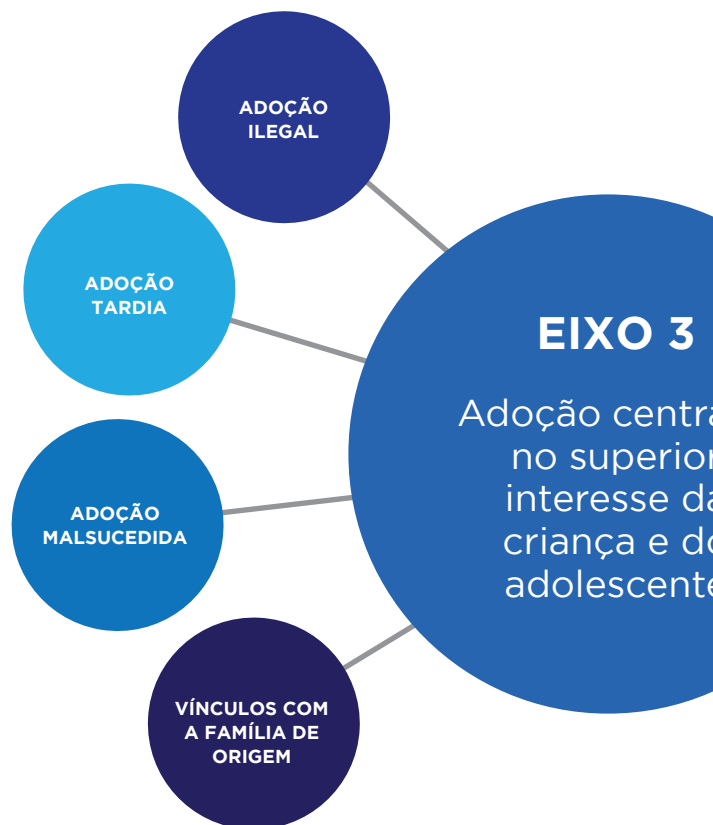 ADOÇÃO
ILEGAL
ADOÇÃO
TARDIA
ADOÇÃO
MALSUCEDIDA
VÍNCULOS COM
A FAMÍLIA DE
ORIGEM
EIXO 3
Adoção
no superior
interesse da
criança e do
adolescente